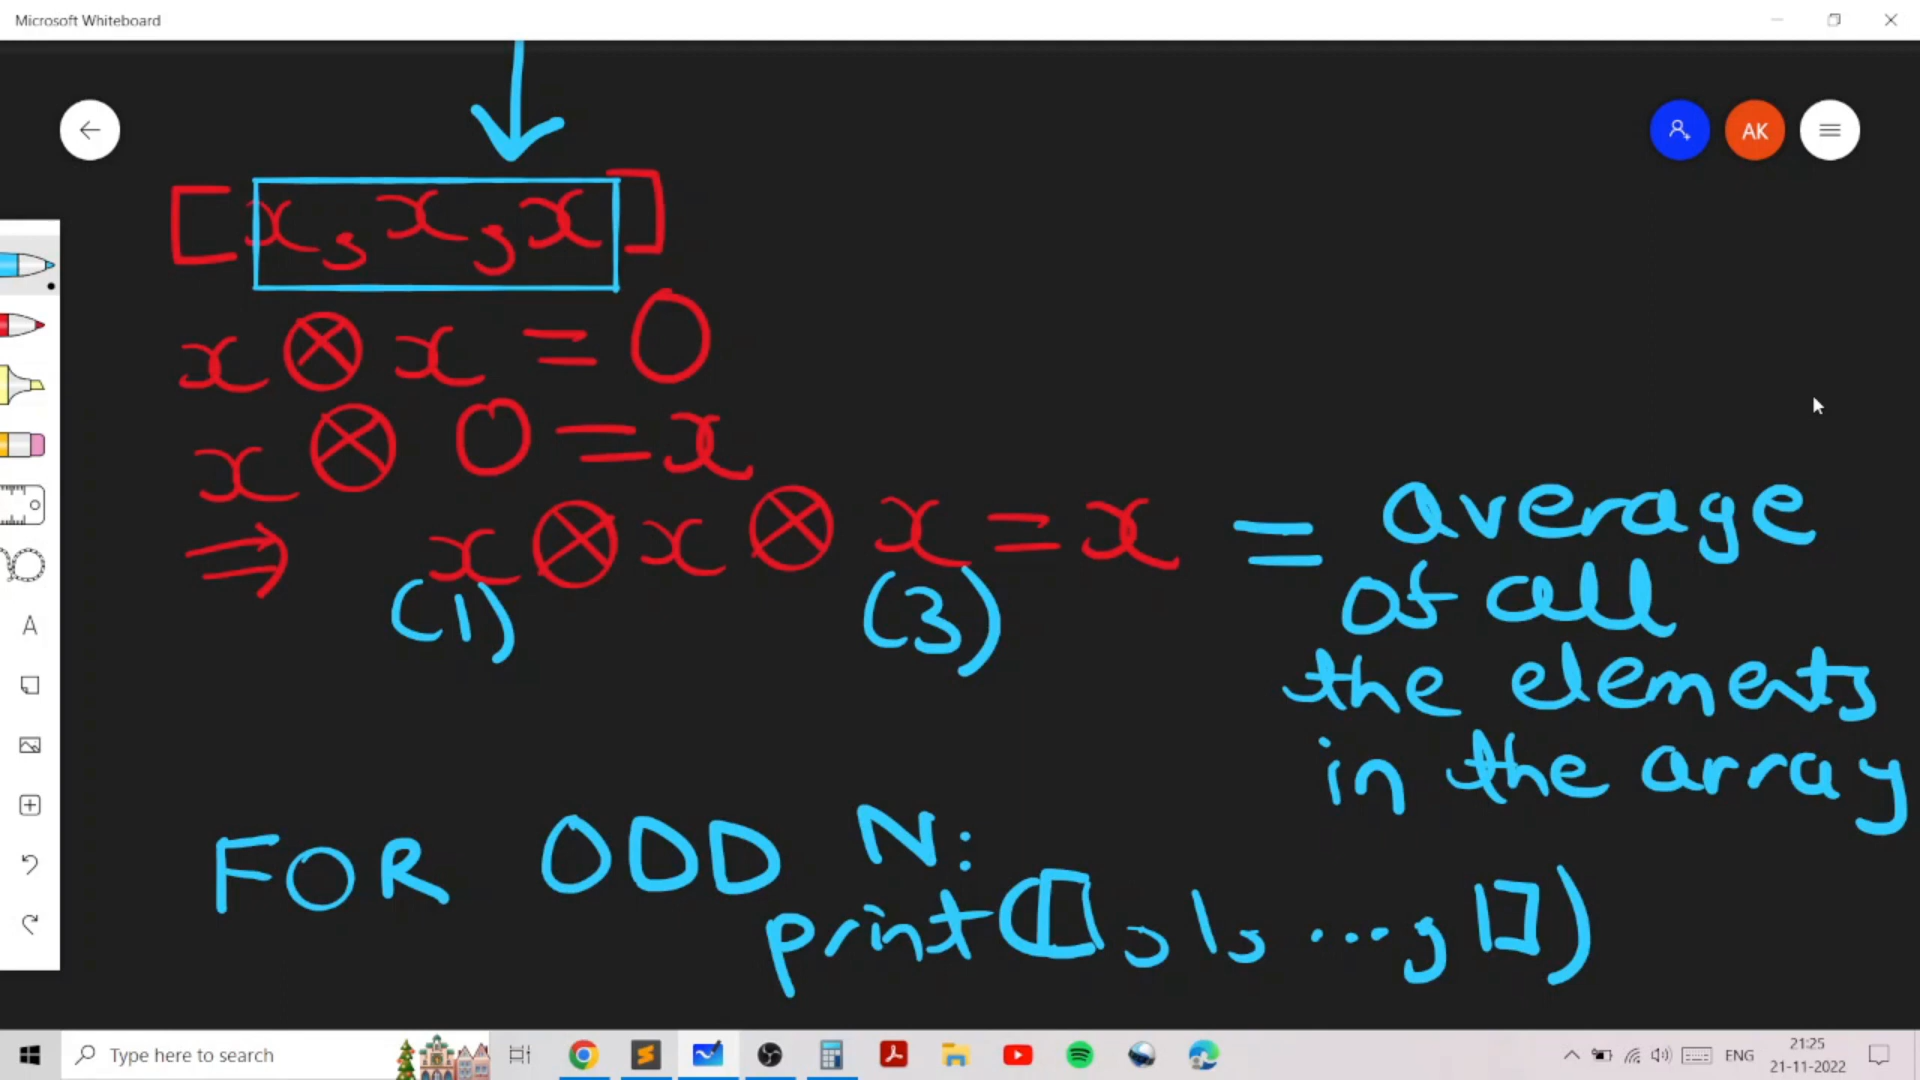 Microsoft Whiteboard
AK
[x, x, x]
x ⊗ x = 0
x ⊗ 0 = x
⇒ x ⊗ x ⊗ x = x = average
of all
(1) (3)
the elements
in the array
FOR ODD N:
print([1, 1, ..., 1])
A
Type here to search
ENG
21:25
21-11-2022